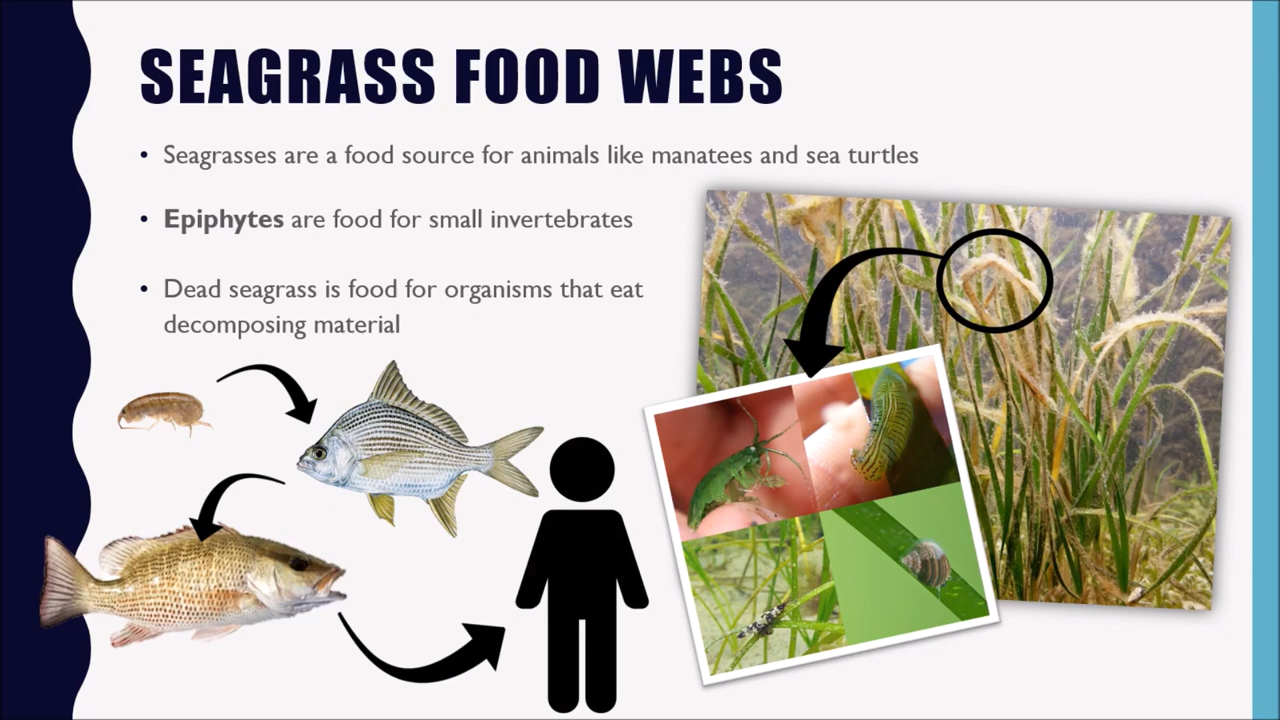 SEAGRASS FOOD WEBS
• Seagrasses are a food source for animals like manatees and sea turtles
• Epiphytes are food for small invertebrates
• Dead seagrass is food for organisms that eat
decomposing material